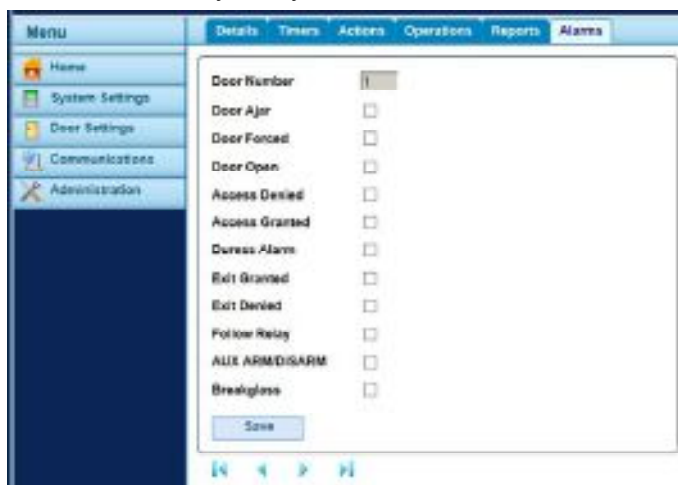 Menu
Details Timers Actions Operations Reports Alarms
Home
System Settings
Door Settings
Communications
Administration
Door Number 1
Door Ajar
Door Forced
Door Open
Access Denied
Access Granted
Duress Alarm
Exit Granted
Exit Denied
Follow Relay
AUX ARM/DISARM
Breakglass
Save